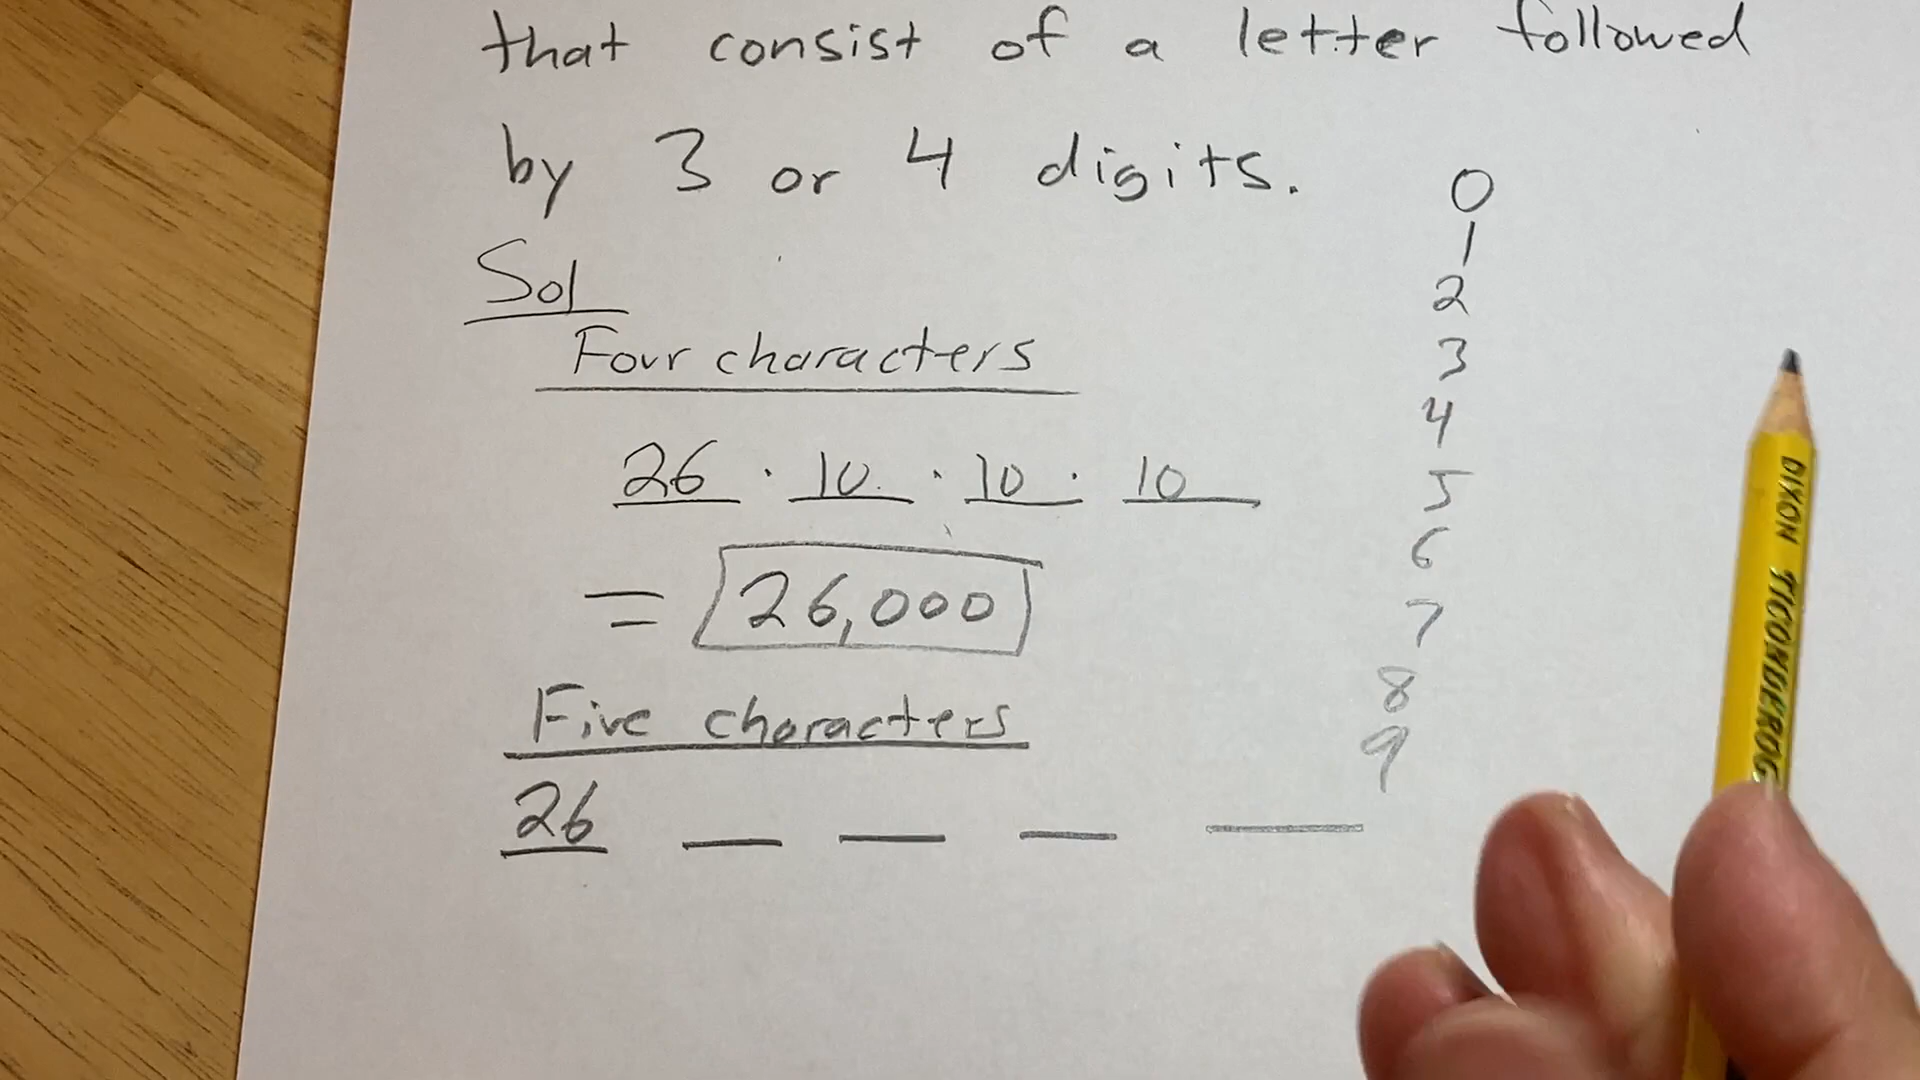 that consist of a letter followed
by 3 or 4 digits.
Sol
Four characters
26 · 10 · 10 · 10
= 26,000
Five characters
26
0
1
2
3
4
5
6
7
8
9
DIXON TICONDEROG